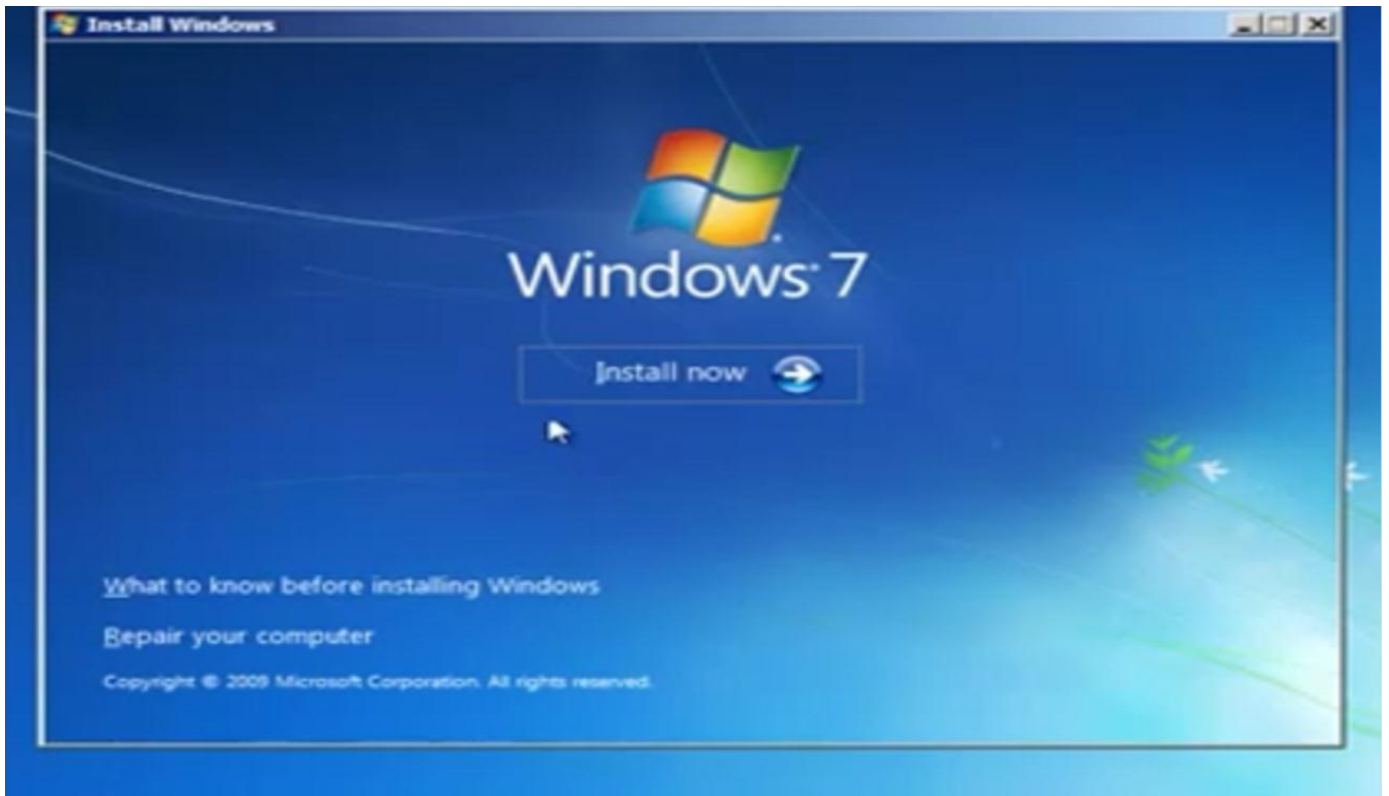 Install Windows
Windows® 7
Install now
What to know before installing Windows
Repair your computer
Copyright © 2009 Microsoft Corporation. All rights reserved.